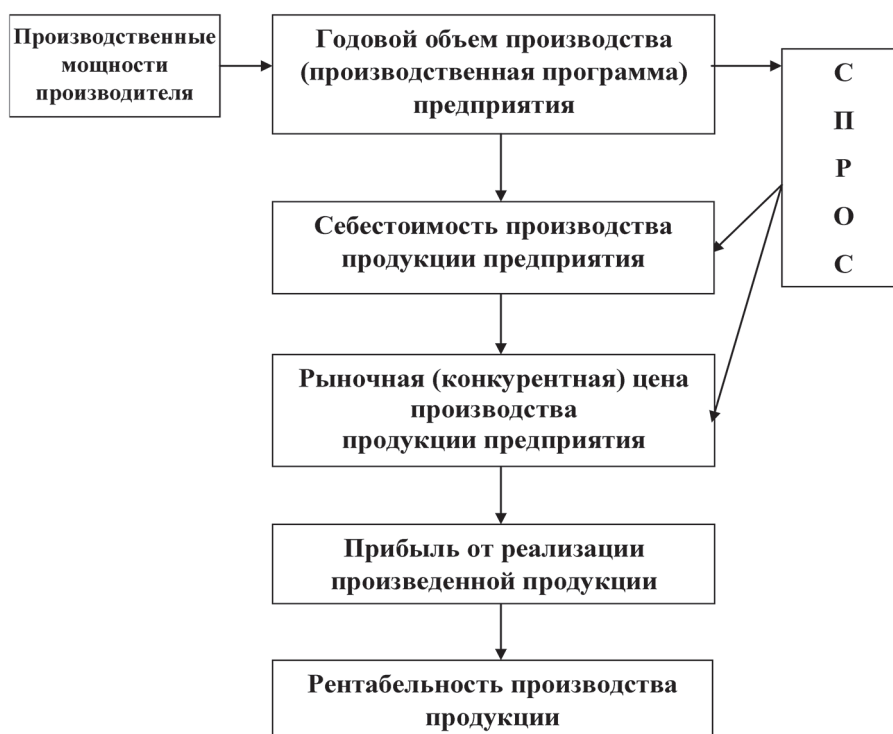 Производственные
мощности
производителя
Годовой объем производства
(производственная программа)
предприятия
С
П
Р
О
С
Себестоимость производства
продукции предприятия
Рыночная (конкурентная) цена
производства
продукции предприятия
Прибыль от реализации
произведенной продукции
Рентабельность производства
продукции